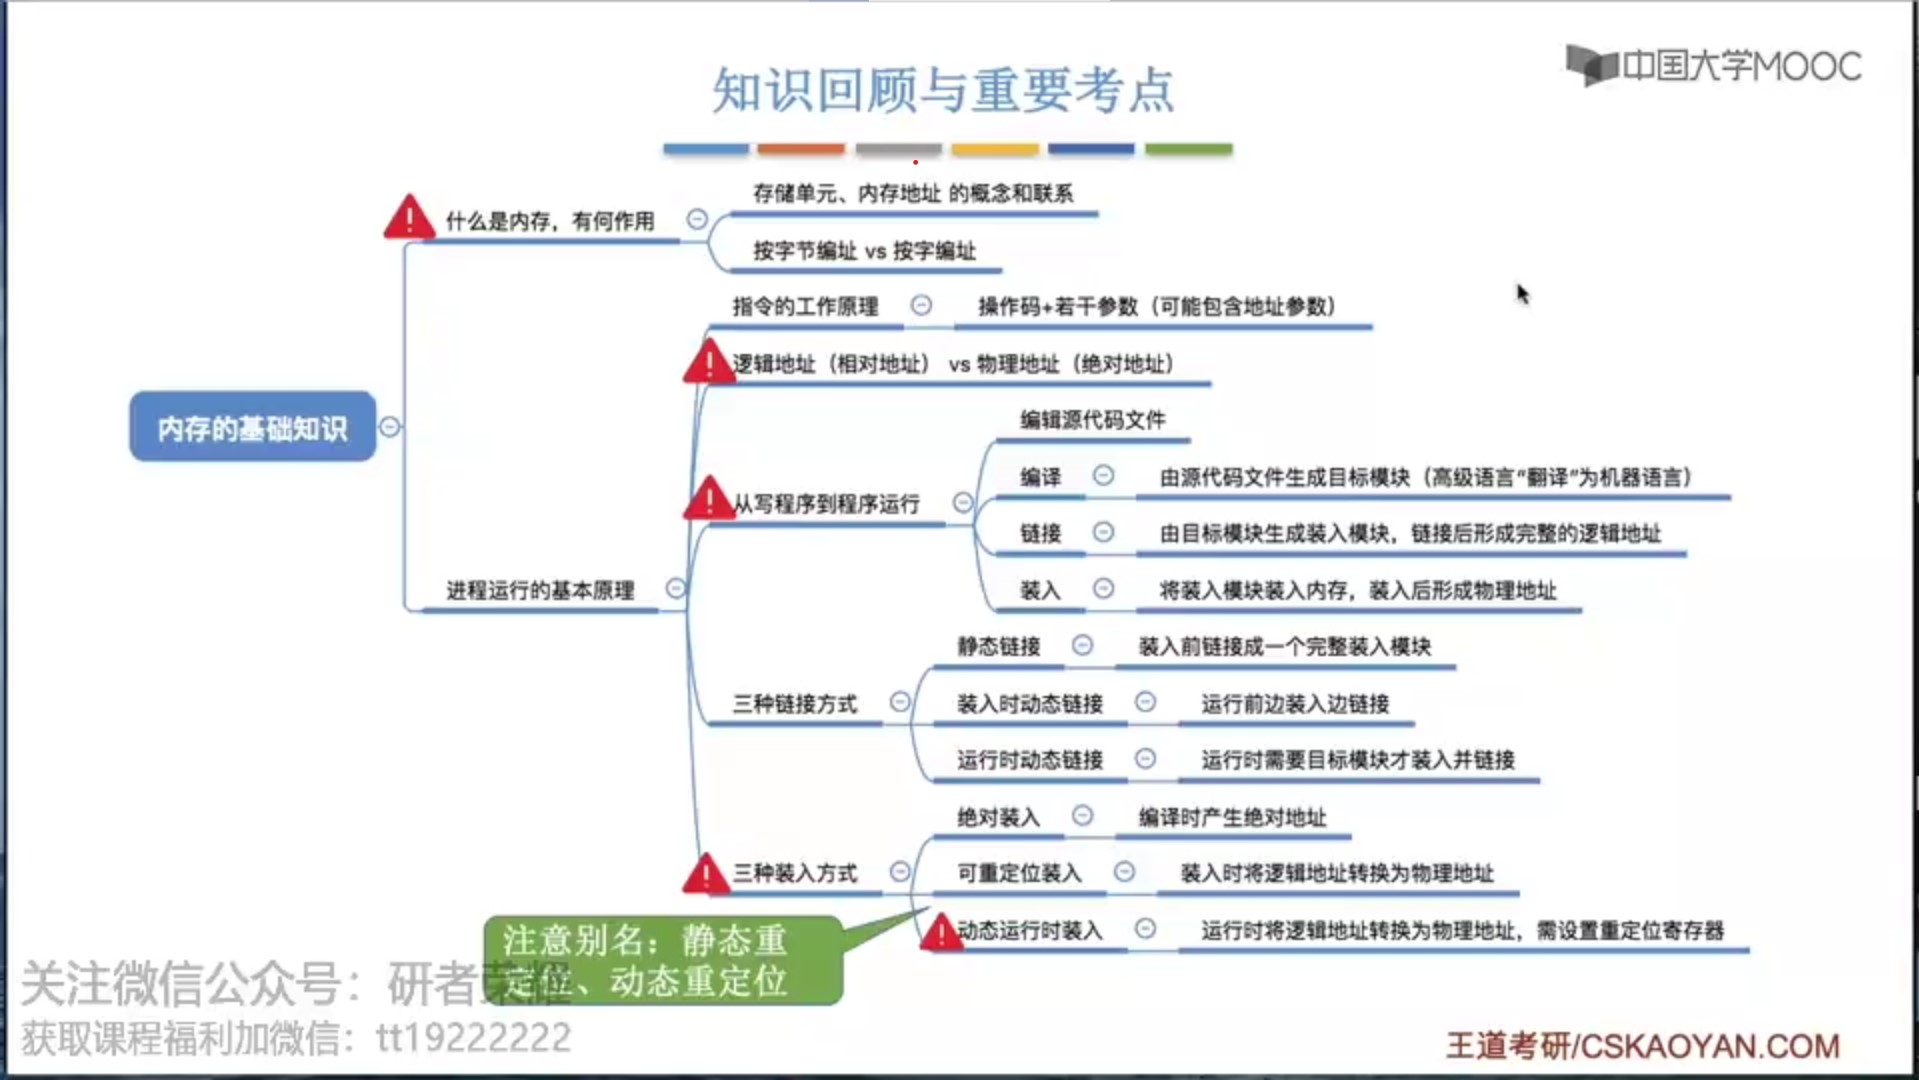 中国大学MOOC
知识回顾与重要考点
内存的基础知识
什么是内存，有何作用
存储单元、内存地址 的概念和联系
按字节编址 vs 按字编址
进程运行的基本原理
指令的工作原理
操作码+若干参数（可能包含地址参数）
逻辑地址（相对地址） vs 物理地址（绝对地址）
从写程序到程序运行
编辑源代码文件
编译
由源代码文件生成目标模块（高级语言“翻译”为机器语言）
链接
由目标模块生成装入模块，链接后形成完整的逻辑地址
装入
将装入模块装入内存，装入后形成物理地址
三种链接方式
静态链接
装入前链接成一个完整装入模块
装入时动态链接
运行前边装入边链接
运行时动态链接
运行时需要目标模块才装入并链接
三种装入方式
绝对装入
编译时产生绝对地址
可重定位装入
装入时将逻辑地址转换为物理地址
动态运行时装入
运行时将逻辑地址转换为物理地址，需设置重定位寄存器
注意别名：静态重
定位、动态重定位
关注微信公众号：研者荣耀
获取课程福利加微信：tt19222222
王道考研/CSKAOYAN.COM